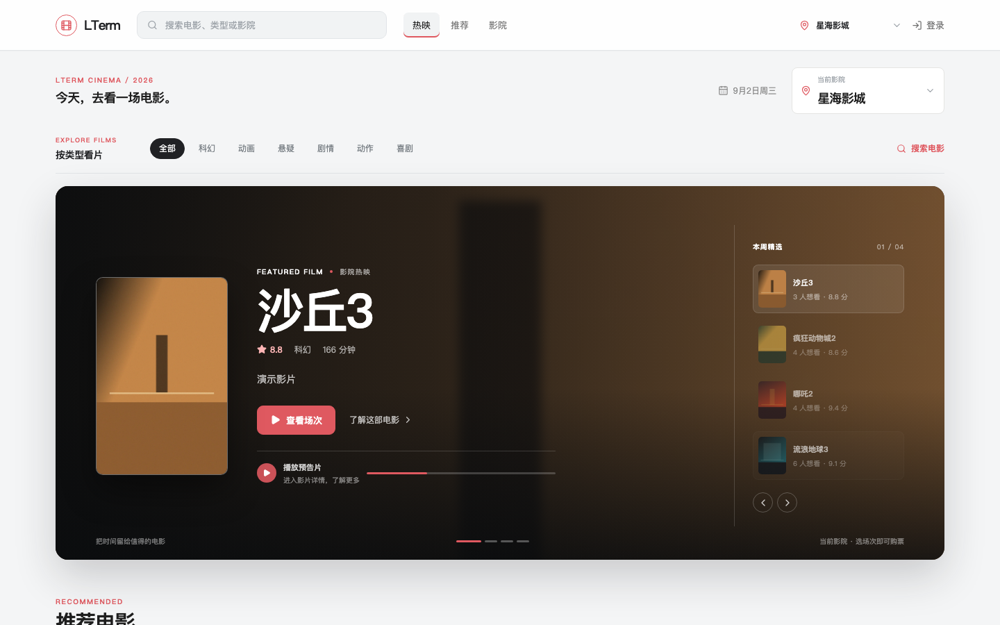 LTerm
搜索电影、类型或影院
热映
推荐
影院
星海影城
登录
LTERM CINEMA / 2026
今天，去看一场电影。
9月2日周三
当前影院
星海影城
EXPLORE FILMS
按类型看片
全部
科幻
动画
悬疑
剧情
动作
喜剧
搜索电影
FEATURED FILM • 影院热映
沙丘3
8.8 科幻 166 分钟
演示影片
查看场次
了解这部电影
播放预告片
进入影片详情，了解更多
本周精选
01 / 04
沙丘3
3 人想看 · 8.8 分
疯狂动物城2
4 人想看 · 8.6 分
哪吒2
4 人想看 · 9.4 分
流浪地球3
6 人想看 · 9.1 分
把时间留给值得的电影
当前影院 · 选场次即可购票
RECOMMENDED
推荐电影